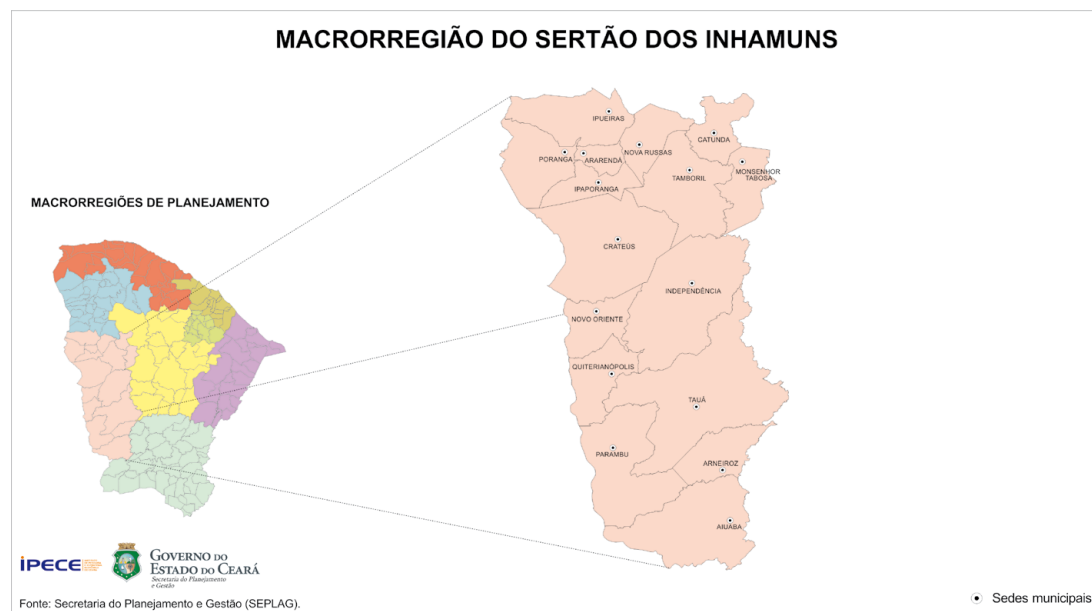 MACRORREGIÃO DO SERTÃO DOS INHAMUNS
IPUEIRAS
CATUNDA
PORANGA
ARARENDÁ
NOVA RUSSAS
MONSENHOR
TABOSA
TAMBORIL
IPAPORANGA
MACRORREGIÕES DE PLANEJAMENTO
CRATEÚS
INDEPENDÊNCIA
NOVO ORIENTE
QUITERIANÓPOLIS
TAUÁ
PARAMBU
ARNEIROZ
AIUABA
IPECE
GOVERNO DO
ESTADO DO CEARÁ
Secretaria do Planejamento
e Gestão
Fonte: Secretaria do Planejamento e Gestão (SEPLAG).
Sedes municipais